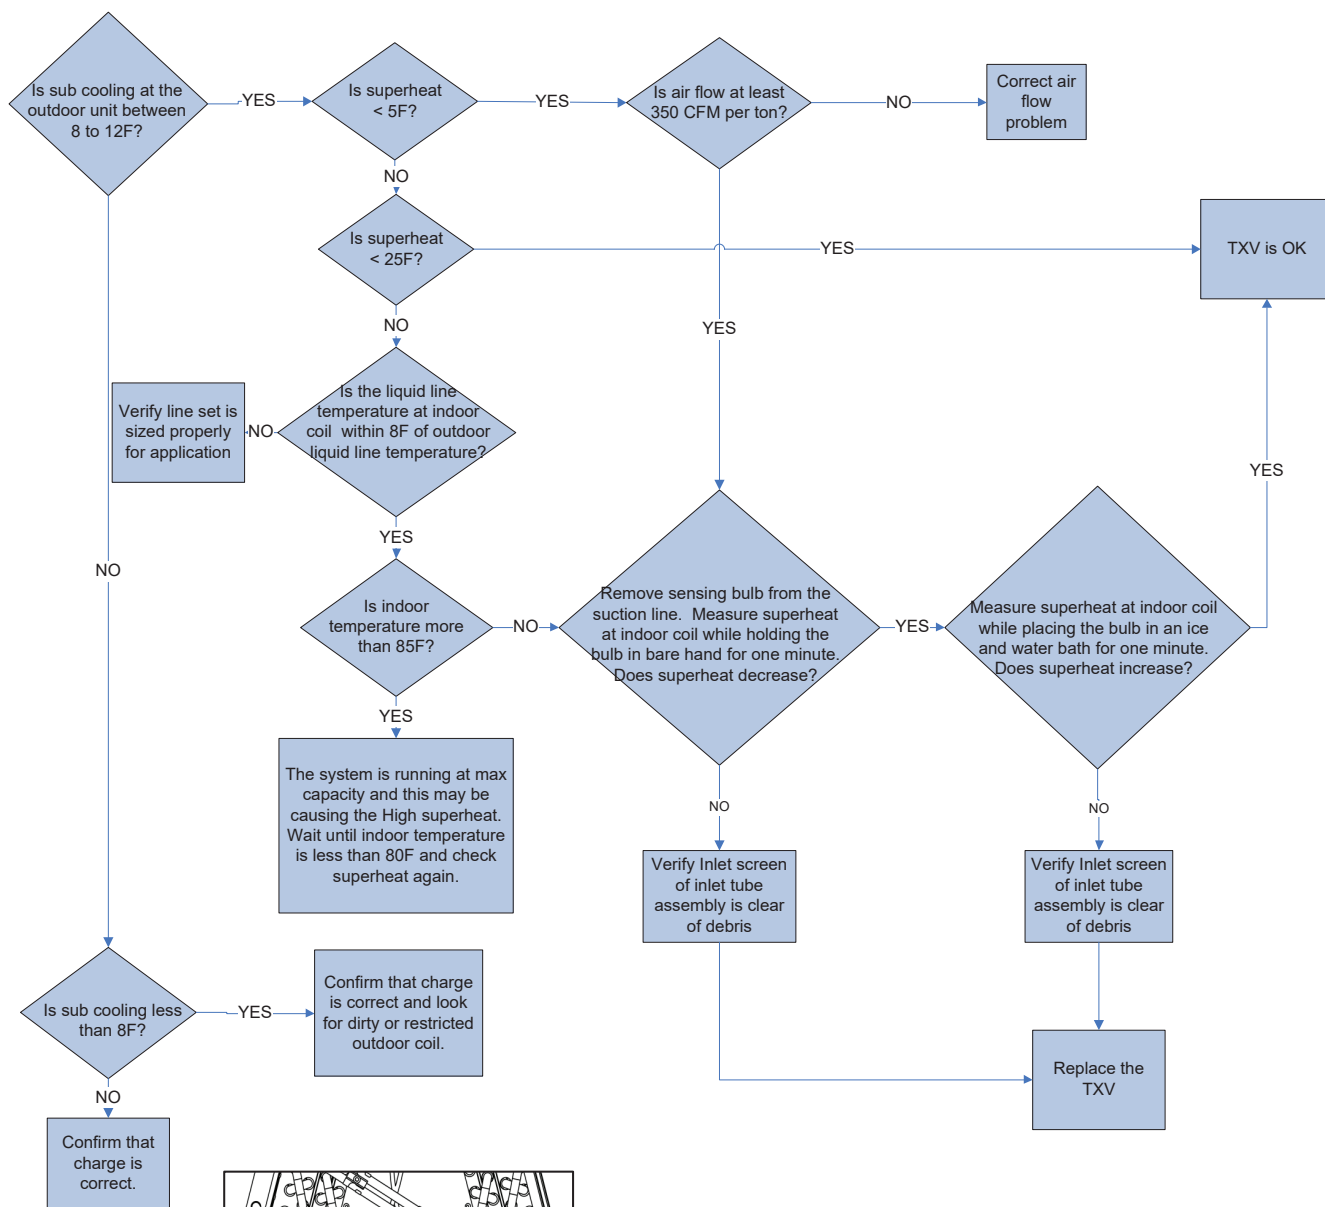 Is sub cooling at the
outdoor unit between
8 to 12F?
YES
Is superheat
< 5F?
YES
Is air flow at least
350 CFM per ton?
NO
Correct air
flow
problem
NO
Is superheat
< 25F?
YES
TXV is OK
NO
YES
Is the liquid line
temperature at indoor
coil within 8F of outdoor
liquid line temperature?
NO
Verify line set is
sized properly
for application
YES
YES
NO
Is indoor
temperature more
than 85F?
NO
Remove sensing bulb from the
suction line. Measure superheat
at indoor coil while holding the
bulb in bare hand for one minute.
Does superheat decrease?
YES
Measure superheat at indoor coil
while placing the bulb in an ice
and water bath for one minute.
Does superheat increase?
YES
The system is running at max
capacity and this may be
causing the High superheat.
Wait until indoor temperature
is less than 80F and check
superheat again.
NO
NO
Verify Inlet screen
of inlet tube
assembly is clear
of debris
Verify Inlet screen
of inlet tube
assembly is clear
of debris
Is sub cooling less
than 8F?
YES
Confirm that charge
is correct and look
for dirty or restricted
outdoor coil.
Replace the
TXV
NO
Confirm that
charge is
correct.